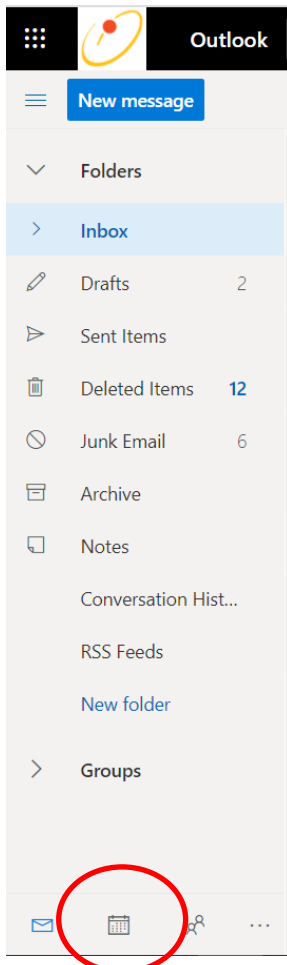 Outlook
New message
Folders
Inbox
Drafts 2
Sent Items
Deleted Items 12
Junk Email 6
Archive
Notes
Conversation Hist...
RSS Feeds
New folder
Groups